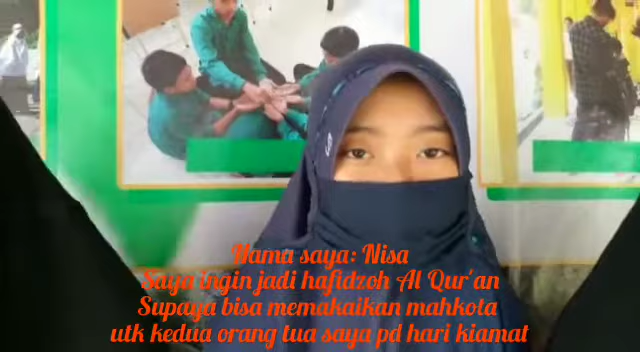 Nama saya: Nisa
Saya ingin jadi hafidzoh Al Qur'an
Supaya bisa memakaikan mahkota
utk kedua orang tua saya pd hari kiamat